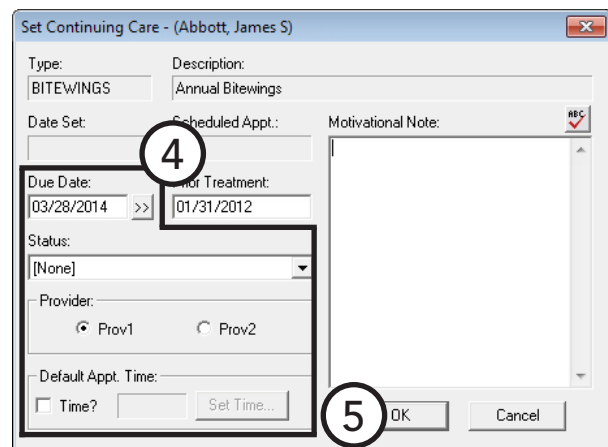 Set Continuing Care - (Abbott, James S)
Type: Description:
BITEWINGS Annual Bitewings
Date Set: Scheduled Appt.: Motivational Note: ABC
4
Due Date: Prior Treatment:
03/28/2014 >> 01/31/2012
Status:
[None]
Provider:
Prov1 Prov2
Default Appt. Time:
Time? Set Time...
5 OK Cancel